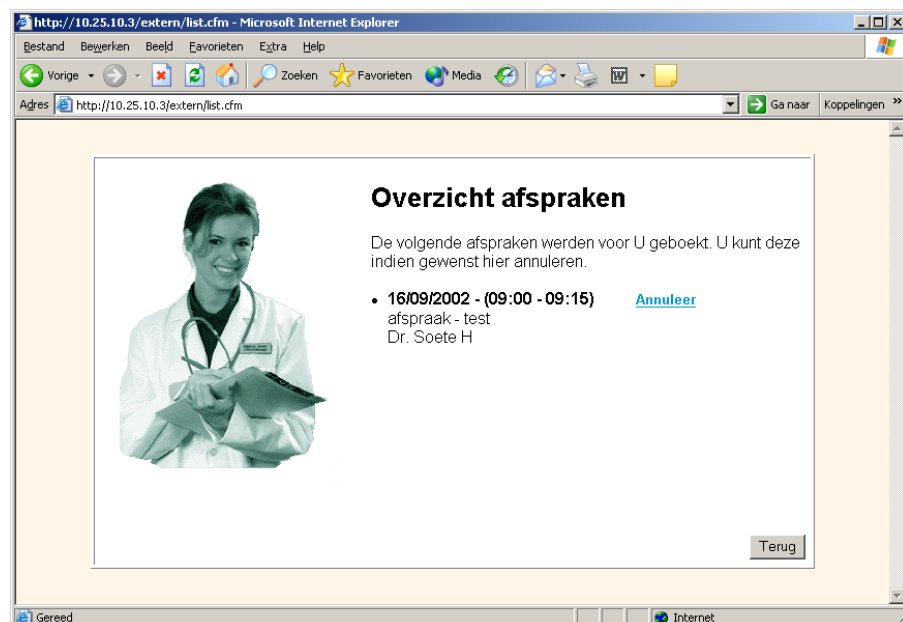 http://10.25.10.3/extern/list.cfm - Microsoft Internet Explorer
Bestand Bewerken Beeld Favorieten Extra Help
Vorige Zoeken Favorieten Media
Adres http://10.25.10.3/extern/list.cfm Ga naar Koppelingen »
Overzicht afspraken
De volgende afspraken werden voor U geboekt. U kunt deze
indien gewenst hier annuleren.
• 16/09/2002 - (09:00 - 09:15) Annuleer
afspraak - test
Dr. Soete H
Terug
Gereed Internet